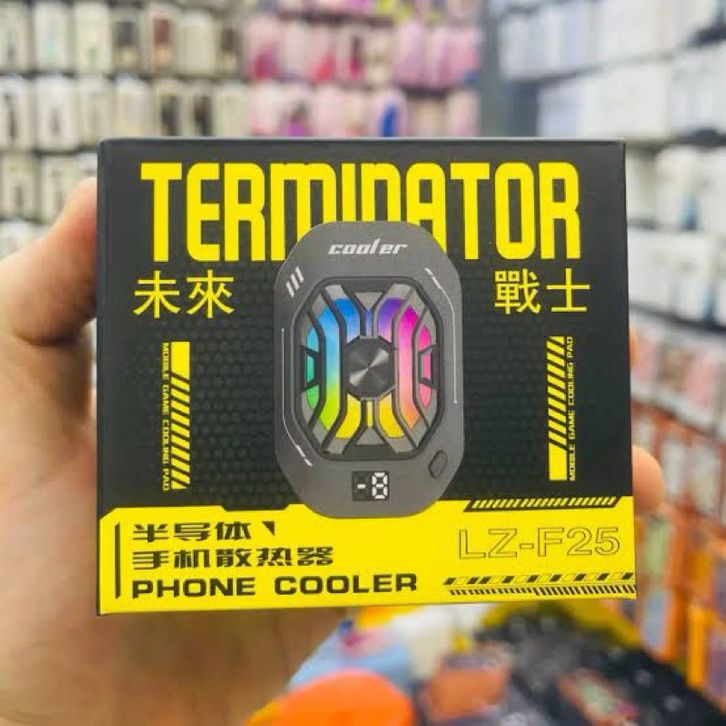 TERMINATOR
cooler
未來 戰士
MOBILE GAME COOLING PAD
MOBILE GAME COOLING PAD
-8
半导体
手机散热器
LZ-F25
PHONE COOLER